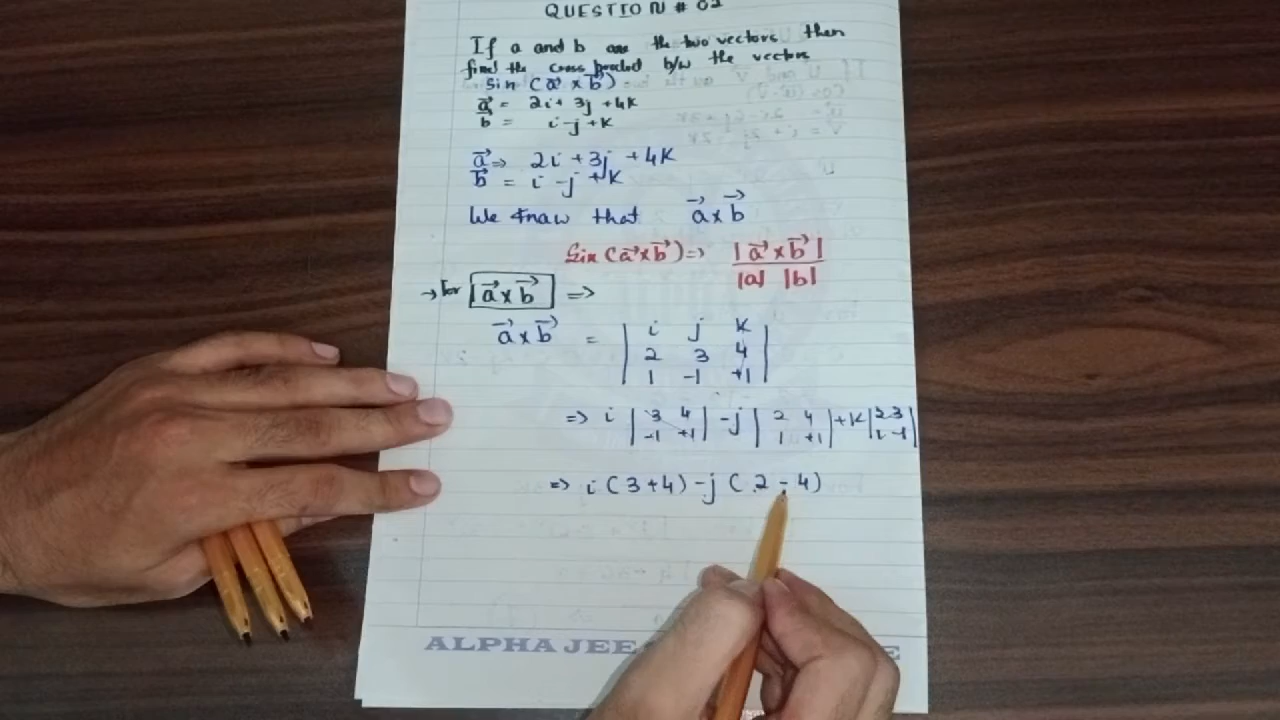 QUESTION # 02
If a and b are the two vectors then
find the cross product b/w the vectors
Sin (a⃗ × b⃗)
a⃗ = 2i + 3j + 4k
b = i - j + k
a⃗ => 2i + 3j + 4k
b⃗ = i - j + k
We know that a⃗ × b⃗
Sin (a⃗ × b⃗) => |a⃗ × b⃗| / |a| |b|
→ For |a⃗ × b⃗| =>
a⃗ × b⃗ = | i j k |
| 2 3 4 |
| 1 -1 +1 |
=> i | 3 4 | - j | 2 4 | + k | 2 3 |
| -1 +1 | | 1 +1 | | 1 -1 |
=> i ( 3 + 4 ) - j ( 2 - 4 )
ALPHA JEE